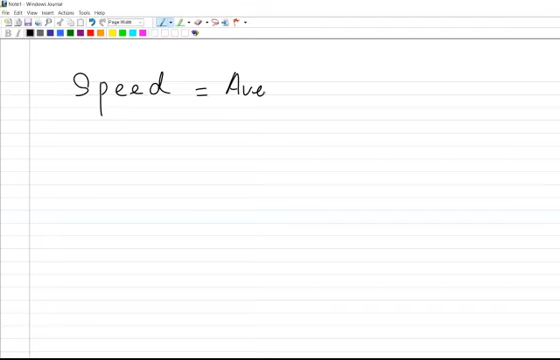 Note1 - Windows Journal
File Edit View Insert Actions Tools Help
Page Width
B I
Speed = Ave